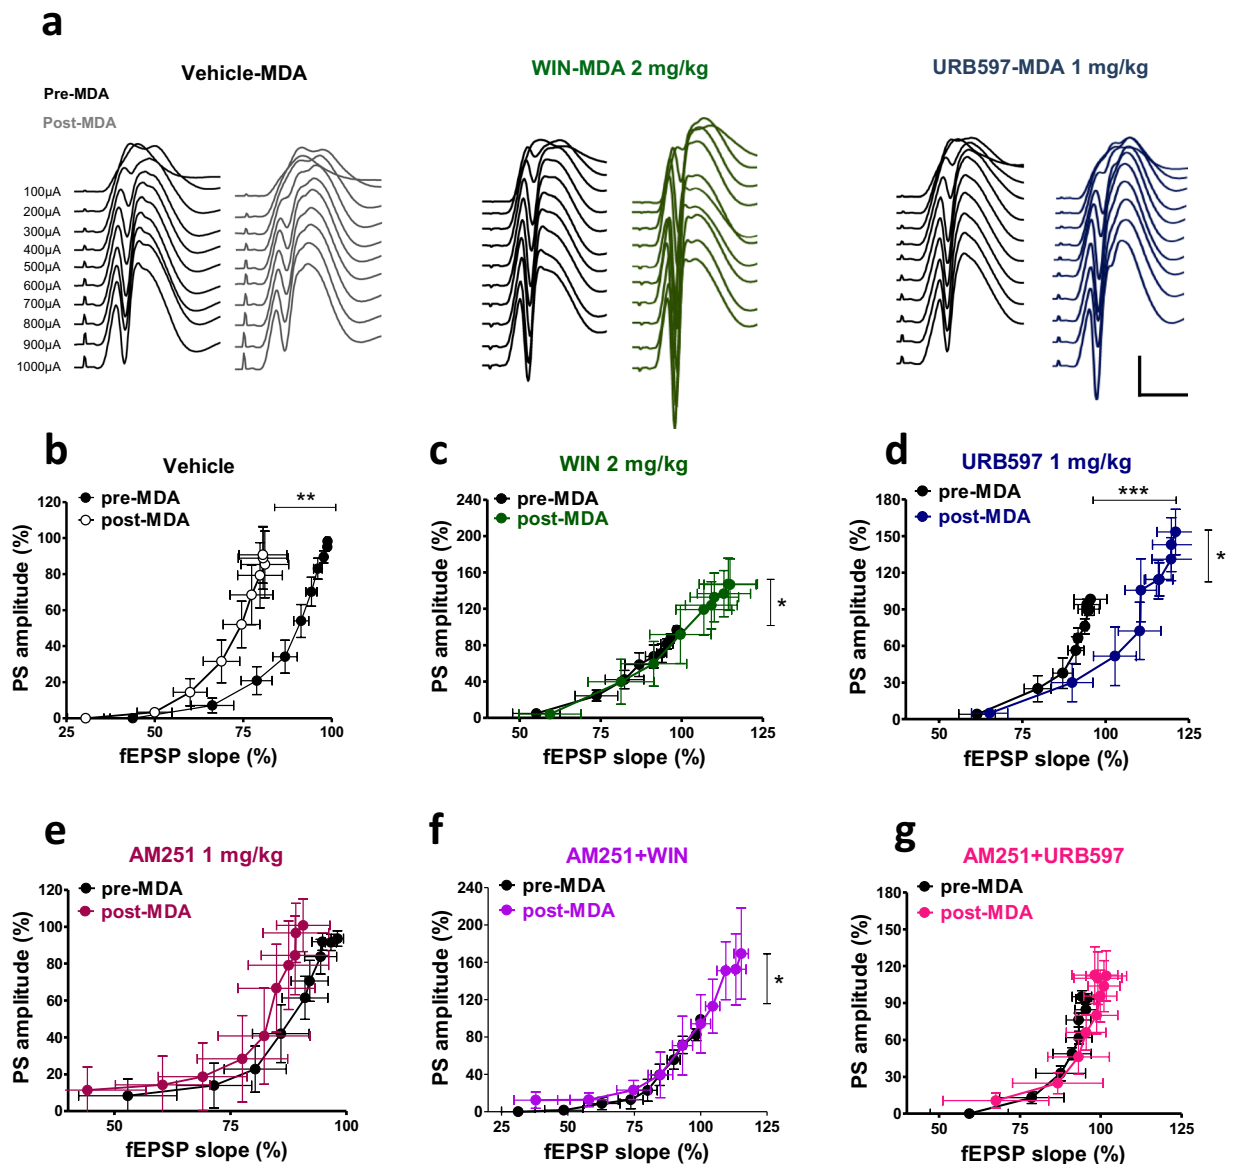 a
Vehicle-MDA
WIN-MDA 2 mg/kg
URB597-MDA 1 mg/kg
Pre-MDA
Post-MDA
100µA
200µA
300µA
400µA
500µA
600µA
700µA
800µA
900µA
1000µA
b
Vehicle
pre-MDA
post-MDA
**
PS amplitude (%)
120
100
80
60
40
20
0
25 50 75 100
fEPSP slope (%)
c
WIN 2 mg/kg
pre-MDA
post-MDA
*
PS amplitude (%)
240
200
160
120
80
40
0
50 75 100 125
fEPSP slope (%)
d
URB597 1 mg/kg
pre-MDA
post-MDA
***
*
PS amplitude (%)
180
150
120
90
60
30
0
50 75 100 125
fEPSP slope (%)
e
AM251 1 mg/kg
pre-MDA
post-MDA
PS amplitude (%)
120
100
80
60
40
20
0
50 75 100
fEPSP slope (%)
f
AM251+WIN
pre-MDA
post-MDA
*
PS amplitude (%)
240
200
160
120
80
40
0
25 50 75 100 125
fEPSP slope (%)
g
AM251+URB597
pre-MDA
post-MDA
PS amplitude (%)
180
150
120
90
60
30
0
50 75 100 125
fEPSP slope (%)